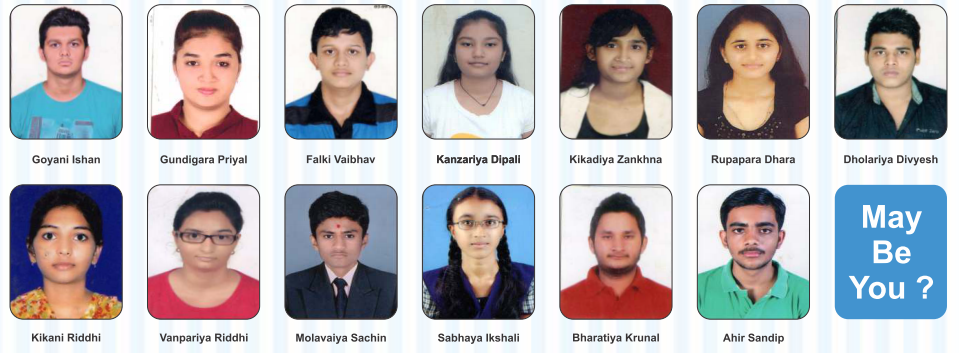 Goyani Ishan
Gundigara Priyal
Falki Vaibhav
Kanzariya Dipali
Kikadiya Zankhna
Rupapara Dhara
Dholariya Divyesh
May
Be
You ?
Kikani Riddhi
Vanpariya Riddhi
Molavaiya Sachin
Sabhaya Ikshali
Bharatiya Krunal
Ahir Sandip